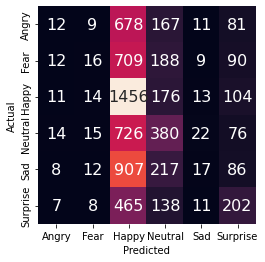 Angry 12 9 678 167 11 81
Fear 12 16 709 188 9 90
Happy 11 14 1456 176 13 104
Neutral 14 15 726 380 22 76
Sad 8 12 907 217 17 86
Surprise 7 8 465 138 11 202
Actual
Angry Fear Happy Neutral Sad Surprise
Predicted